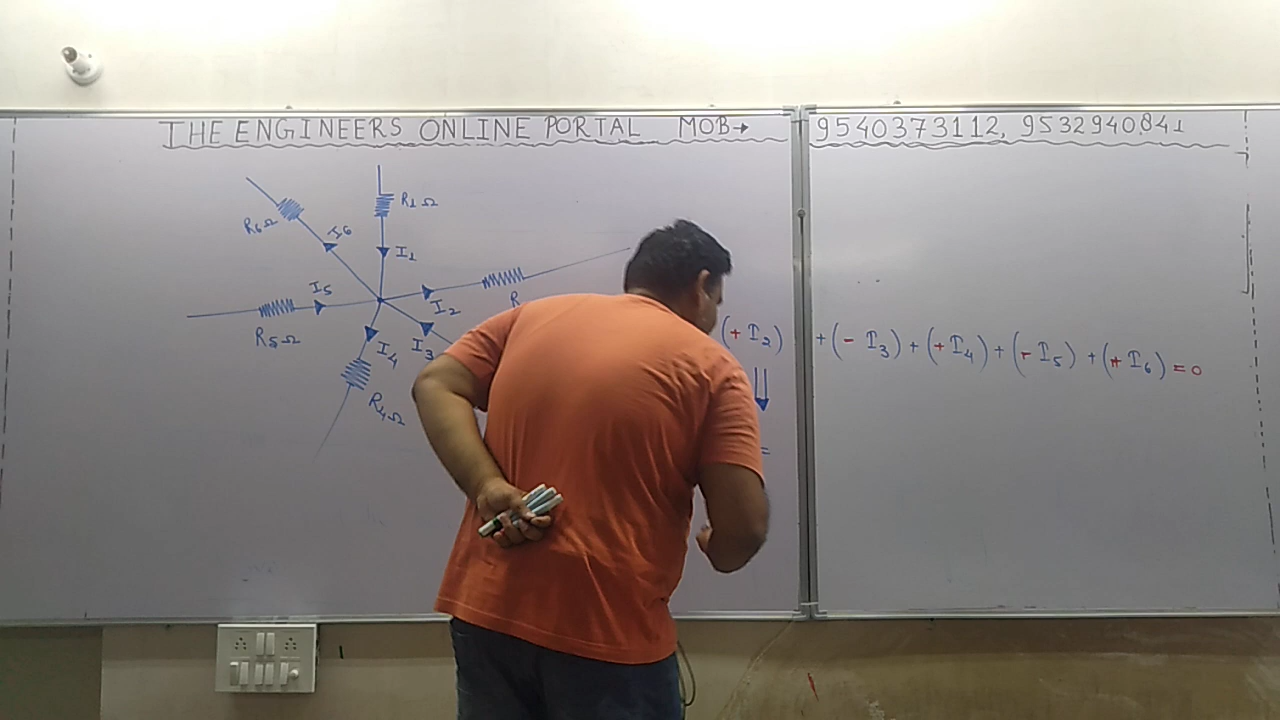 THE ENGINEERS ONLINE PORTAL MOB→ 9540373112, 9532940841
R₁Ω
R₆Ω
I₆
I₁
I₅
I₂
R
R₅Ω
I₄
I₃
R₄Ω
(+ I₂) + (- I₃) + (+ I₄) + (- I₅) + (+ I₆) = 0
=